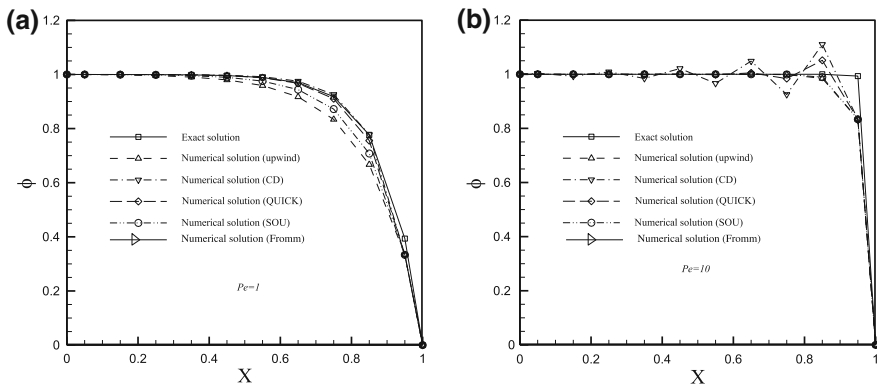 (a)
1.2
1
0.8
0.6
0.4
0.2
0
ϕ
Exact solution
Numerical solution (upwind)
Numerical solution (CD)
Numerical solution (QUICK)
Numerical solution (SOU)
Numerical solution (Fromm)
Pe=1
0 0.2 0.4 0.6 0.8 1
X
(b)
1.2
1
0.8
0.6
0.4
0.2
0
ϕ
Exact solution
Numerical solution (upwind)
Numerical solution (CD)
Numerical solution (QUICK)
Numerical solution (SOU)
Numerical solution (Fromm)
Pe=10
0 0.2 0.4 0.6 0.8 1
X